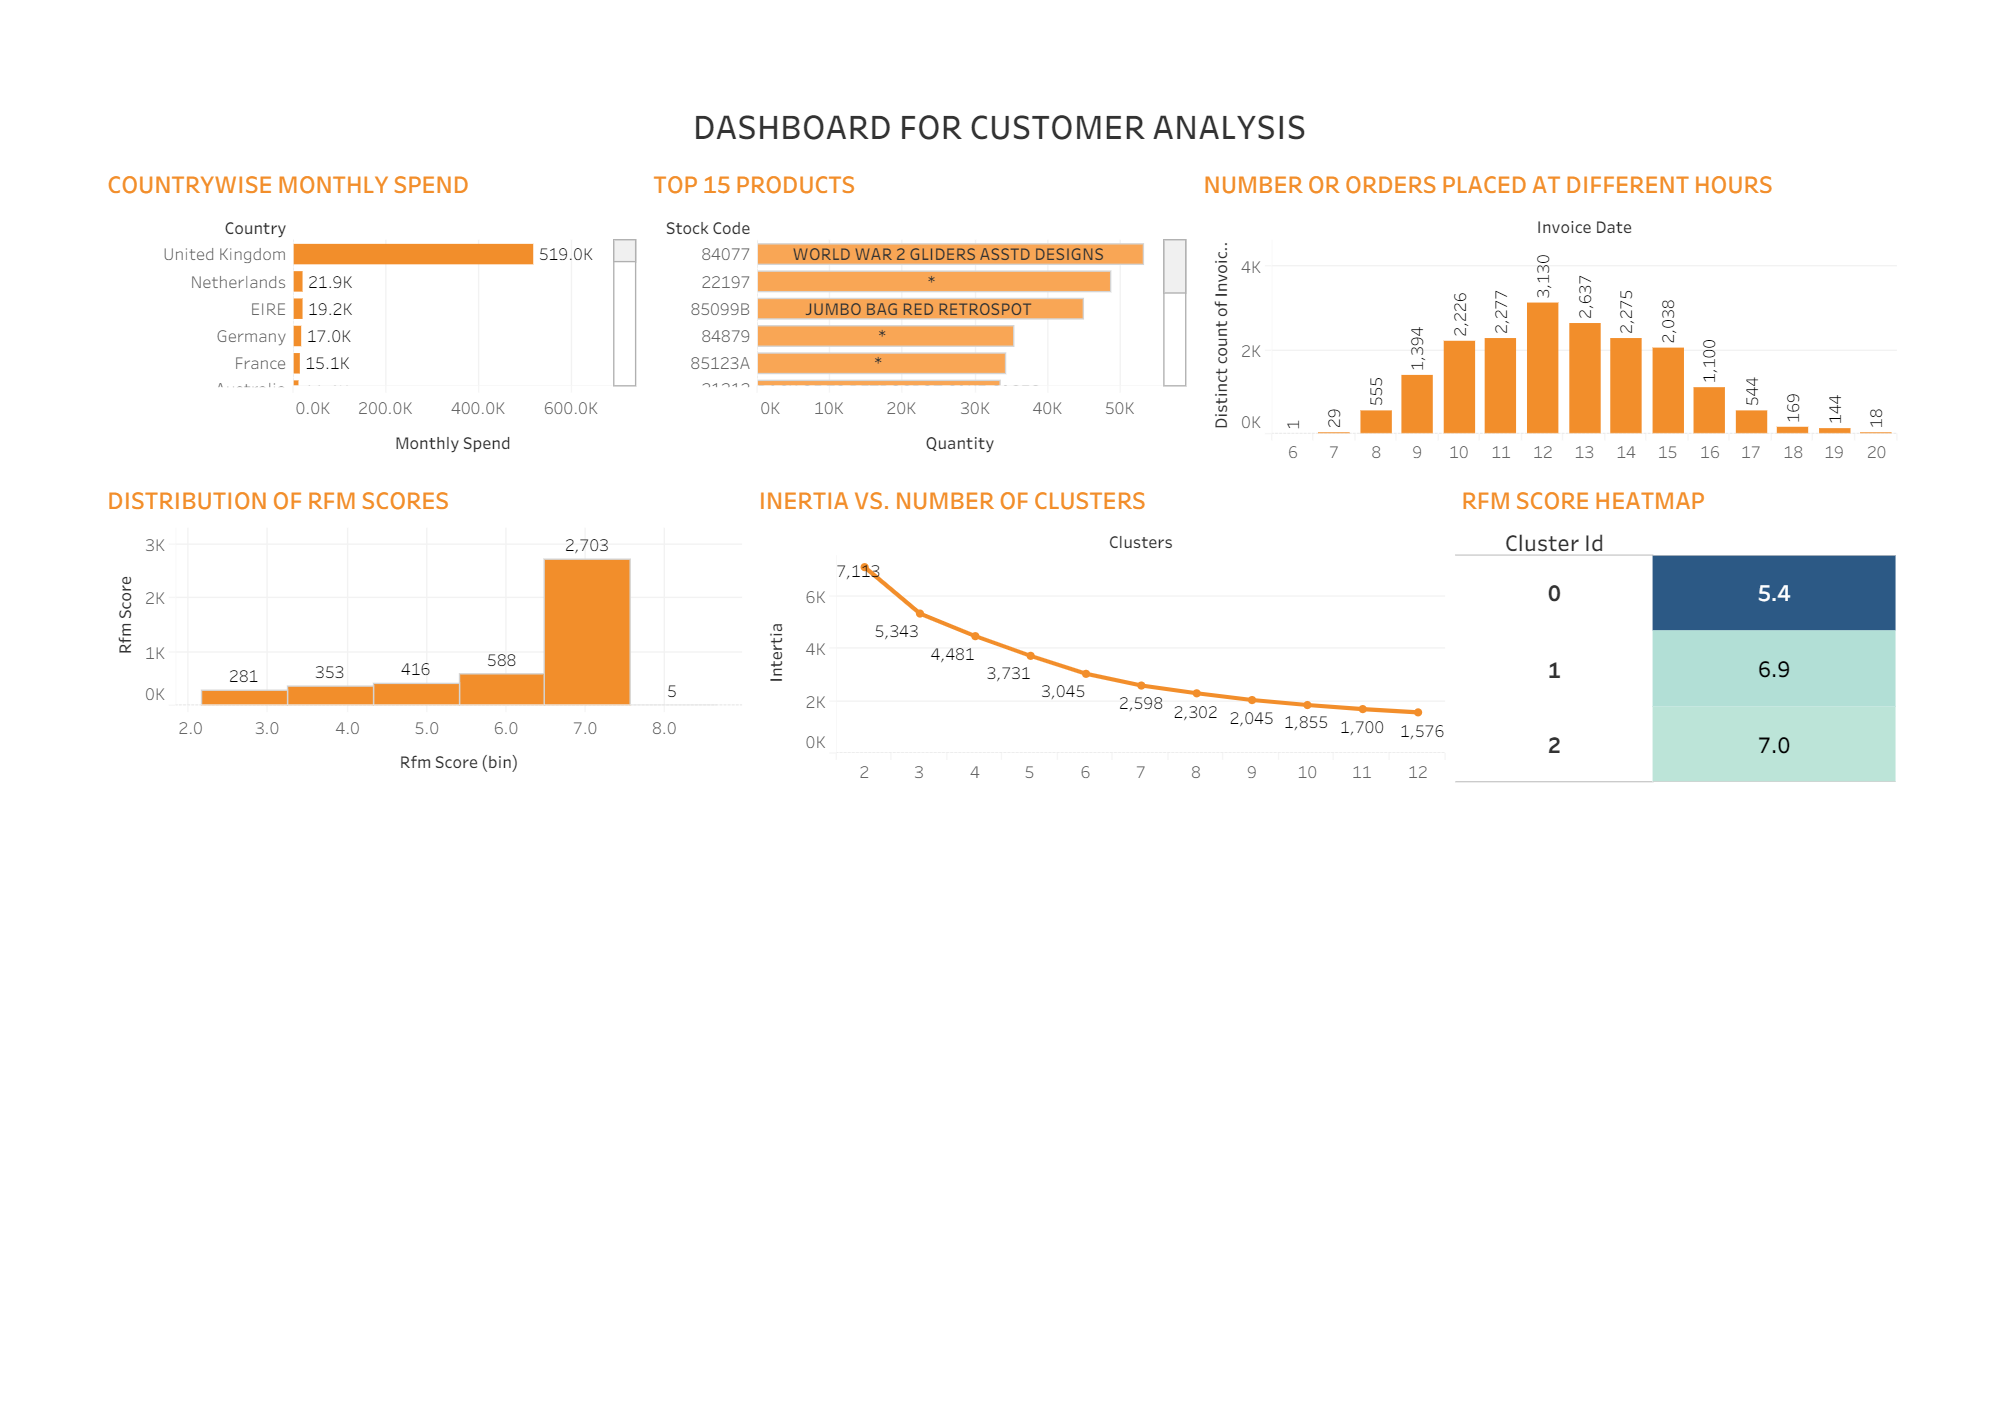 DASHBOARD FOR CUSTOMER ANALYSIS
COUNTRYWISE MONTHLY SPEND
Country
United Kingdom 519.0K
Netherlands 21.9K
EIRE 19.2K
Germany 17.0K
France 15.1K
0.0K 200.0K 400.0K 600.0K
Monthly Spend
TOP 15 PRODUCTS
Stock Code
84077 WORLD WAR 2 GLIDERS ASSTD DESIGNS
22197 *
85099B JUMBO BAG RED RETROSPOT
84879 *
85123A *
0K 10K 20K 30K 40K 50K
Quantity
NUMBER OR ORDERS PLACED AT DIFFERENT HOURS
Invoice Date
Distinct count of Invoic..
4K
2K
0K
1 29 555 1,394 2,226 2,277 3,130 2,637 2,275 2,038 1,100 544 169 144 18
6 7 8 9 10 11 12 13 14 15 16 17 18 19 20
DISTRIBUTION OF RFM SCORES
Rfm Score
3K
2K
1K
0K
281 353 416 588 2,703 5
2.0 3.0 4.0 5.0 6.0 7.0 8.0
Rfm Score (bin)
INERTIA VS. NUMBER OF CLUSTERS
Clusters
Intertia
6K
4K
2K
0K
7,113 5,343 4,481 3,731 3,045 2,598 2,302 2,045 1,855 1,700 1,576
2 3 4 5 6 7 8 9 10 11 12
RFM SCORE HEATMAP
Cluster Id
0 5.4
1 6.9
2 7.0